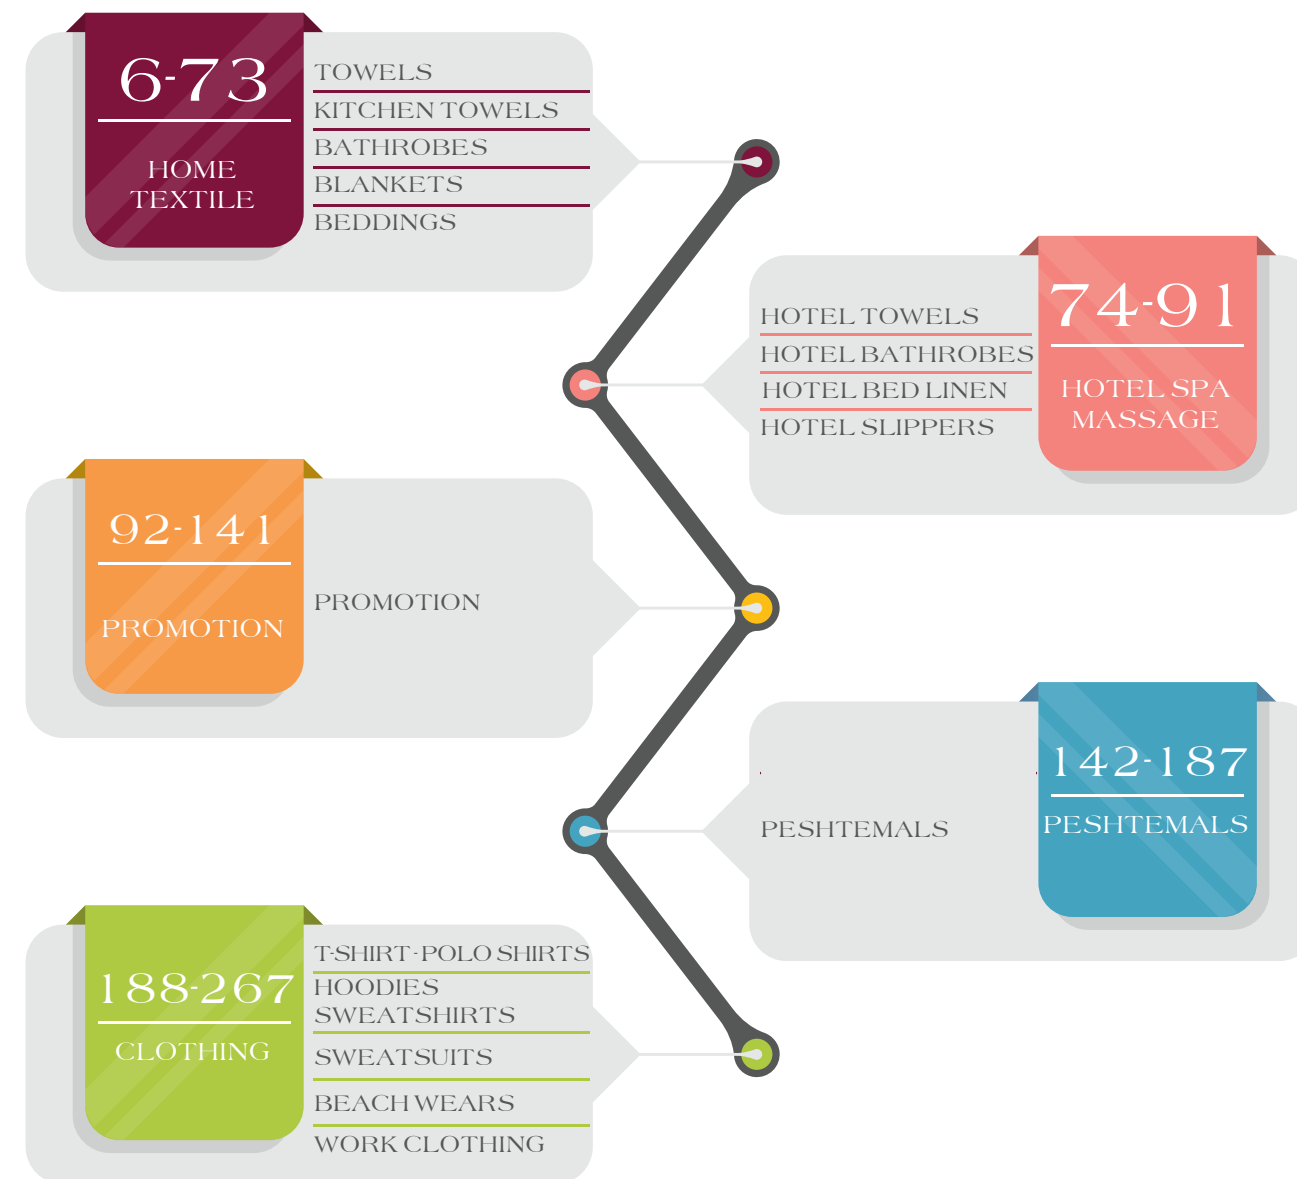 6-73
HOME
TEXTILE
TOWELS
KITCHEN TOWELS
BATHROBES
BLANKETS
BEDDINGS
HOTEL TOWELS
HOTEL BATHROBES
HOTEL BED LINEN
HOTEL SLIPPERS
74-91
HOTEL SPA
MASSAGE
92-141
PROMOTION
PROMOTION
PESHTEMALS
142-187
PESHTEMALS
188-267
CLOTHING
T-SHIRT-POLO SHIRTS
HOODIES
SWEATSHIRTS
SWEATSUITS
BEACH WEARS
WORK CLOTHING